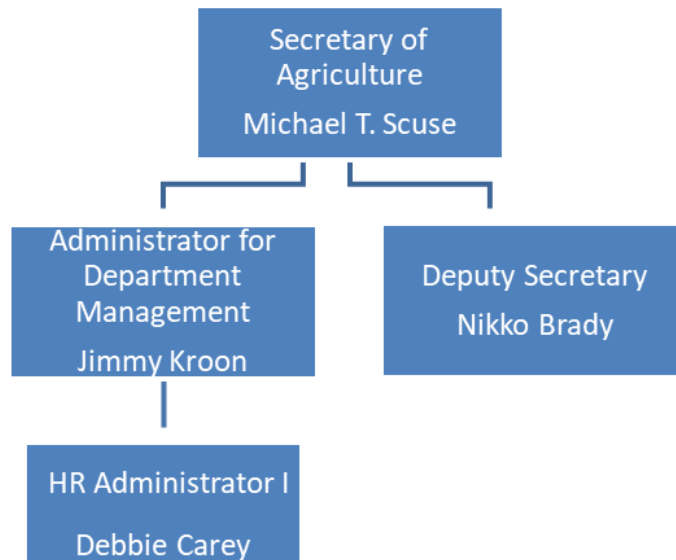 Secretary of
Agriculture
Michael T. Scuse
Administrator for
Department
Management
Jimmy Kroon
Deputy Secretary
Nikko Brady
HR Administrator I
Debbie Carey